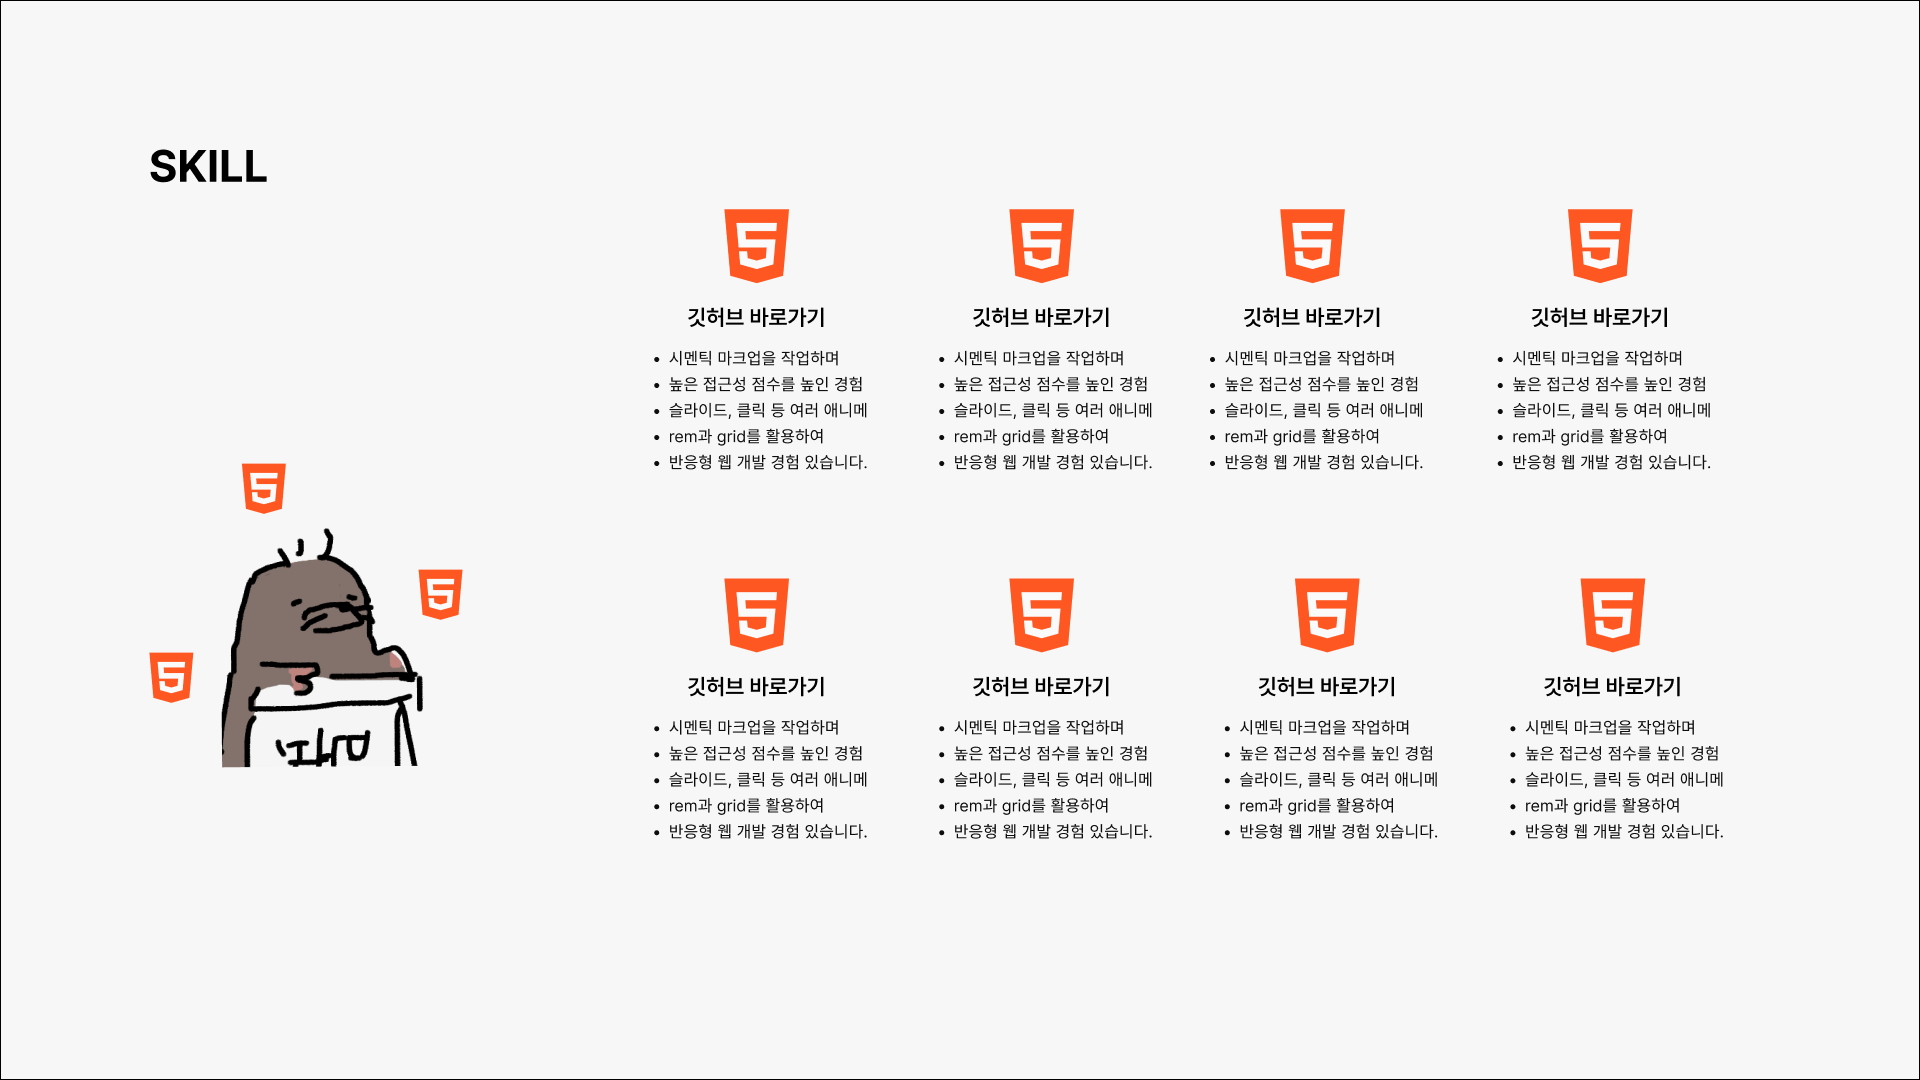 SKILL
5
5
5
5
깃허브 바로가기
깃허브 바로가기
깃허브 바로가기
깃허브 바로가기
• 시멘틱 마크업을 작업하며
• 높은 접근성 점수를 높인 경험
• 슬라이드, 클릭 등 여러 애니메
• rem과 grid를 활용하여
• 반응형 웹 개발 경험 있습니다.
• 시멘틱 마크업을 작업하며
• 높은 접근성 점수를 높인 경험
• 슬라이드, 클릭 등 여러 애니메
• rem과 grid를 활용하여
• 반응형 웹 개발 경험 있습니다.
• 시멘틱 마크업을 작업하며
• 높은 접근성 점수를 높인 경험
• 슬라이드, 클릭 등 여러 애니메
• rem과 grid를 활용하여
• 반응형 웹 개발 경험 있습니다.
• 시멘틱 마크업을 작업하며
• 높은 접근성 점수를 높인 경험
• 슬라이드, 클릭 등 여러 애니메
• rem과 grid를 활용하여
• 반응형 웹 개발 경험 있습니다.
5
5
5
5
5
5
5
깃허브 바로가기
깃허브 바로가기
깃허브 바로가기
깃허브 바로가기
• 시멘틱 마크업을 작업하며
• 높은 접근성 점수를 높인 경험
• 슬라이드, 클릭 등 여러 애니메
• rem과 grid를 활용하여
• 반응형 웹 개발 경험 있습니다.
• 시멘틱 마크업을 작업하며
• 높은 접근성 점수를 높인 경험
• 슬라이드, 클릭 등 여러 애니메
• rem과 grid를 활용하여
• 반응형 웹 개발 경험 있습니다.
• 시멘틱 마크업을 작업하며
• 높은 접근성 점수를 높인 경험
• 슬라이드, 클릭 등 여러 애니메
• rem과 grid를 활용하여
• 반응형 웹 개발 경험 있습니다.
• 시멘틱 마크업을 작업하며
• 높은 접근성 점수를 높인 경험
• 슬라이드, 클릭 등 여러 애니메
• rem과 grid를 활용하여
• 반응형 웹 개발 경험 있습니다.